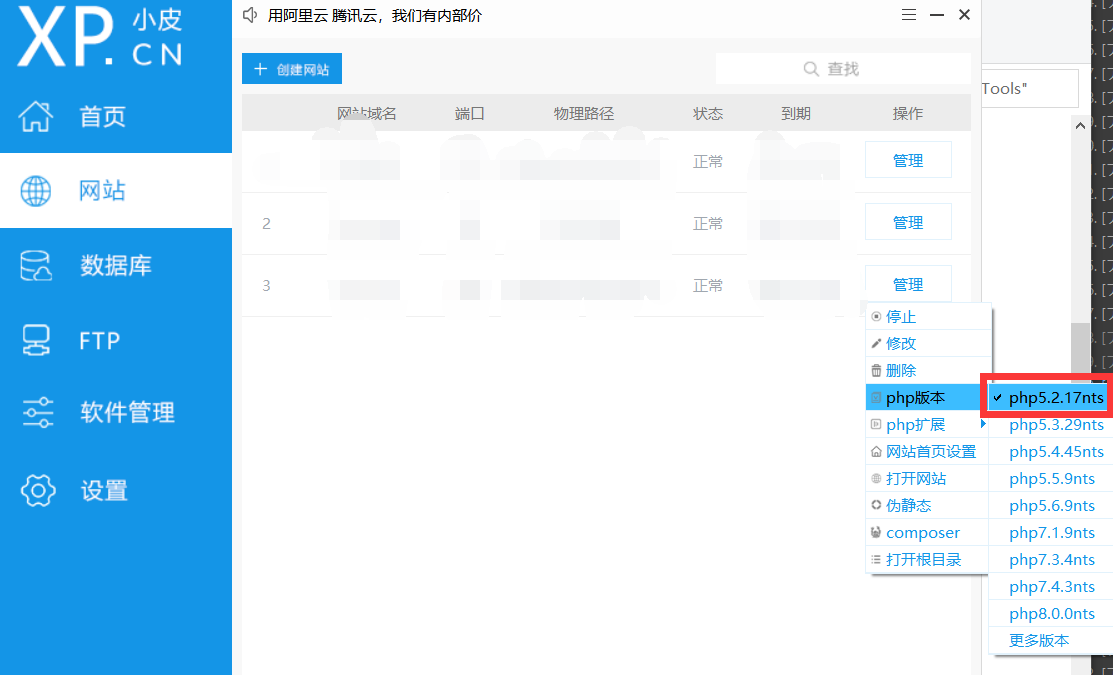 XP.
小皮
CN
用阿里云 腾讯云，我们有内部价
首页
网站
数据库
FTP
软件管理
设置
+ 创建网站
查找
网站域名 端口 物理路径 状态 到期 操作
正常 管理
2 正常 管理
3 正常 管理
停止
修改
删除
php版本
php扩展
网站首页设置
打开网站
伪静态
composer
打开根目录
php5.2.17nts
php5.3.29nts
php5.4.45nts
php5.5.9nts
php5.6.9nts
php7.1.9nts
php7.3.4nts
php7.4.3nts
php8.0.0nts
更多版本
Tools"